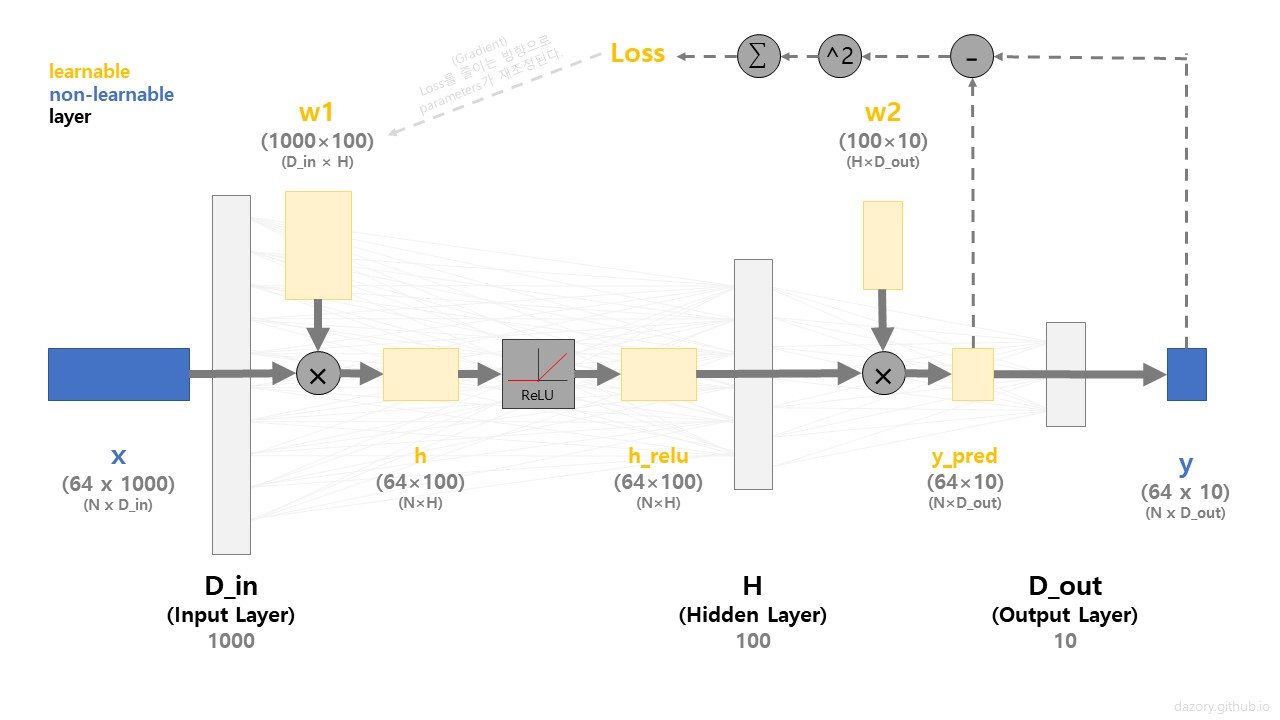 learnable
non-learnable
layer
(Gradient)
Loss를 줄이는 방향으로
parameters가 재조정된다.
Loss
∑
^2
-
w1
(1000×100)
(D_in × H)
w2
(100×10)
(H×D_out)
×
ReLU
×
x
(64 x 1000)
(N x D_in)
h
(64×100)
(N×H)
h_relu
(64×100)
(N×H)
y_pred
(64×10)
(N×D_out)
y
(64 x 10)
(N x D_out)
D_in
(Input Layer)
1000
H
(Hidden Layer)
100
D_out
(Output Layer)
10
dazory.github.io